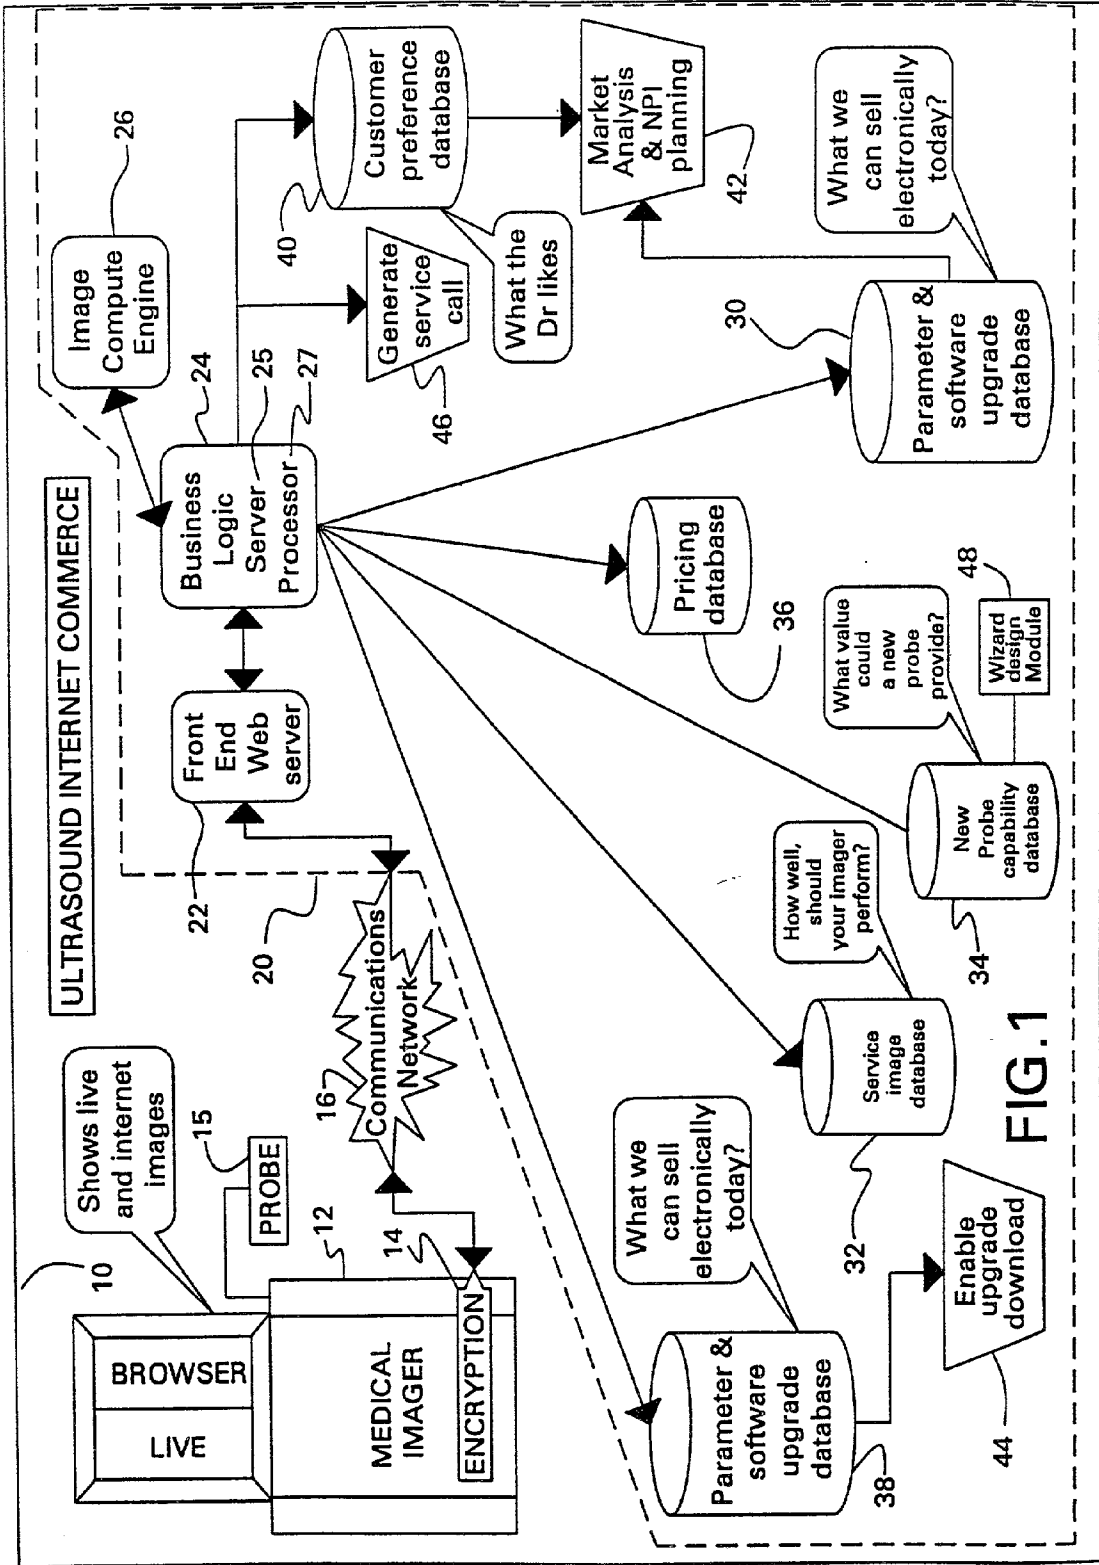 ULTRASOUND INTERNET COMMERCE
10
Shows live
and internet
images
15
PROBE
BROWSER
LIVE
12
MEDICAL
IMAGER
14
ENCRYPTION
16
Communications
Network
20
22
Front
End
Web
server
24
25
27
Business
Logic
Server
Processor
26
Image
Compute
Engine
40
Customer
preference
database
What the
Dr likes
Generate
service
call
46
Market
Analysis
& NPI
planning
42
What we
can sell
electronically
today?
30
Parameter &
software
upgrade
database
Pricing
database
36
What value
could
a new
probe
provide?
48
Wizard
design
Module
New
Probe
capability
database
34
How well,
should
your imager
perform?
Service
image
database
32
What we
can sell
electronically
today?
Parameter &
software
upgrade
database
38
Enable
upgrade
download
44
FIG.1